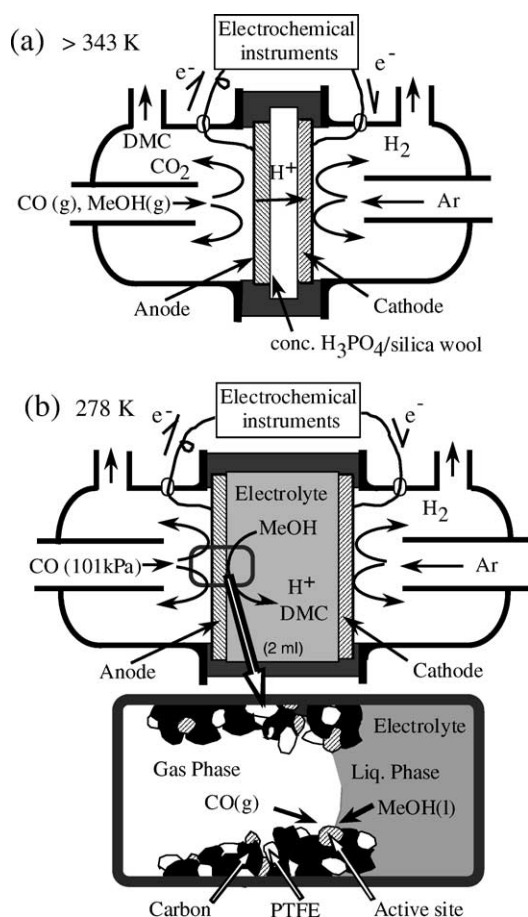 (a) > 343 K
Electrochemical
instruments
e-
e-
DMC
H2
CO2
H+
CO (g), MeOH(g)
Ar
Anode
Cathode
conc. H3PO4/silica wool
(b) 278 K
Electrochemical
instruments
e-
e-
Electrolyte
H2
MeOH
CO (101kPa)
H+
Ar
DMC
(2 ml)
Anode
Cathode
Electrolyte
Gas Phase
Liq. Phase
CO(g)
MeOH(l)
Carbon
PTFE
Active site